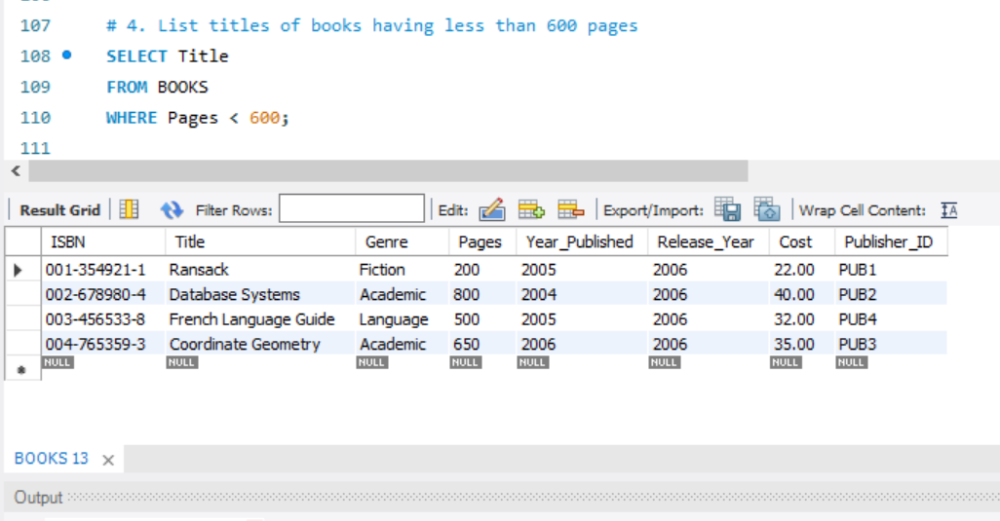 107 # 4. List titles of books having less than 600 pages
108 SELECT Title
109 FROM BOOKS
110 WHERE Pages < 600;
111
Result Grid Filter Rows: Edit: Export/Import: Wrap Cell Content: IA
ISBN Title Genre Pages Year_Published Release_Year Cost Publisher_ID
001-354921-1 Ransack Fiction 200 2005 2006 22.00 PUB1
002-678980-4 Database Systems Academic 800 2004 2006 40.00 PUB2
003-456533-8 French Language Guide Language 500 2005 2006 32.00 PUB4
004-765359-3 Coordinate Geometry Academic 650 2006 2006 35.00 PUB3
NULL NULL NULL NULL NULL NULL NULL NULL
BOOKS 13
Output